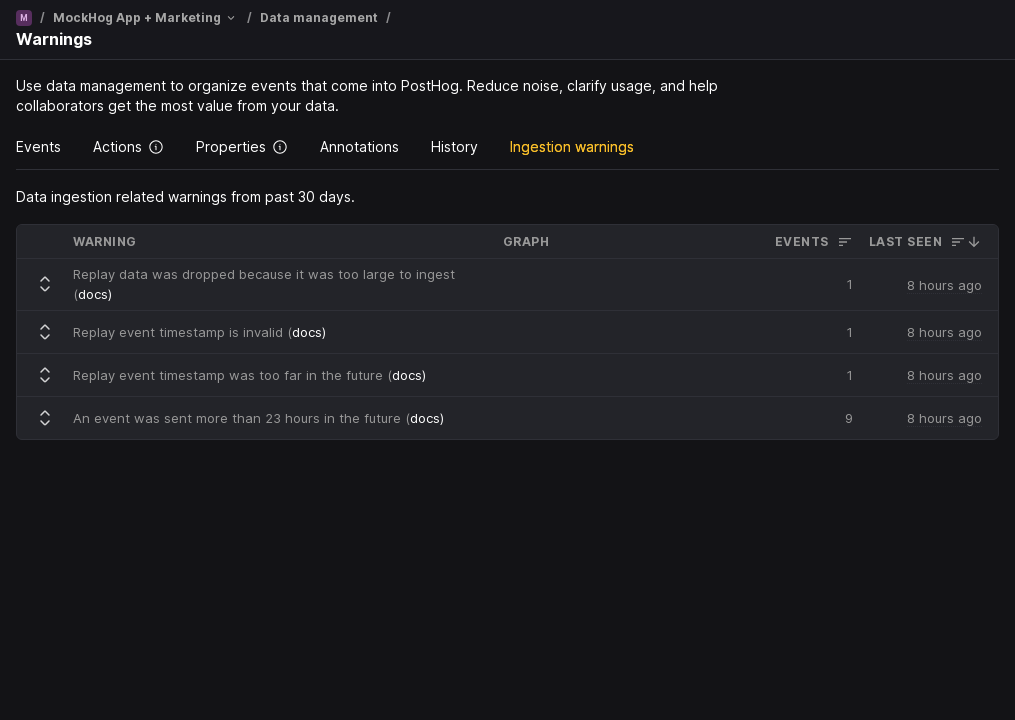 M / MockHog App + Marketing / Data management /
Warnings
Use data management to organize events that come into PostHog. Reduce noise, clarify usage, and help
collaborators get the most value from your data.
Events Actions Properties Annotations History Ingestion warnings
Data ingestion related warnings from past 30 days.
WARNING GRAPH EVENTS LAST SEEN
Replay data was dropped because it was too large to ingest
(docs) 1 8 hours ago
Replay event timestamp is invalid (docs) 1 8 hours ago
Replay event timestamp was too far in the future (docs) 1 8 hours ago
An event was sent more than 23 hours in the future (docs) 9 8 hours ago